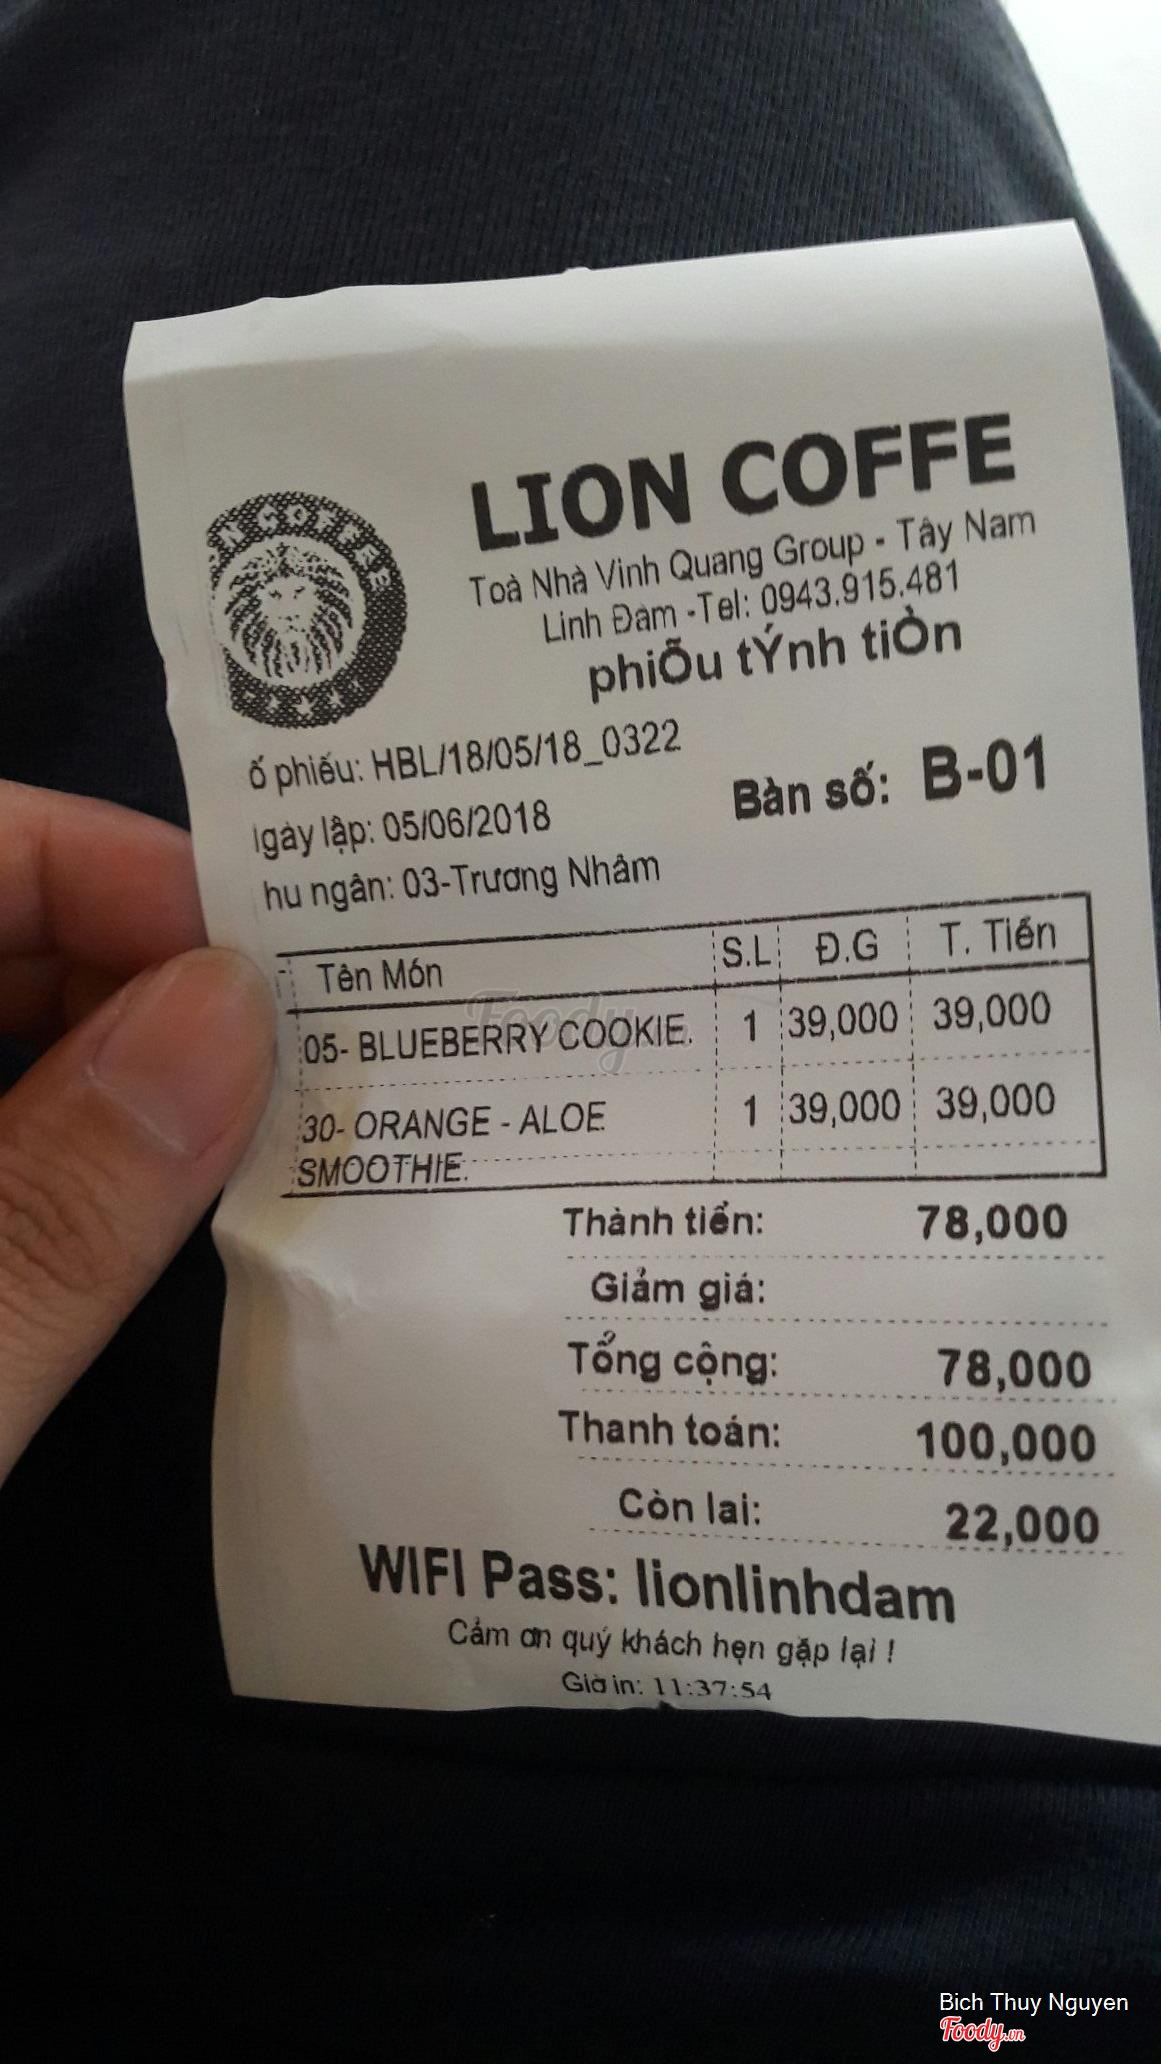 LION COFFE
N COFFEE
Toà Nhà Vinh Quang Group - Tây Nam
Linh Đàm -Tel: 0943.915.481
phiÕu tÝnh tiÒn
ố phiếu: HBL/18/05/18_0322
gày lập: 05/06/2018
Bàn số: B-01
hu ngân: 03-Trương Nhâm
Tên Món S.L Đ.G T. Tiền
05- BLUEBERRY COOKIE. 1 39,000 39,000
30- ORANGE - ALOE 1 39,000 39,000
SMOOTHIE.
Thành tiền: 78,000
Giảm giá:
Tổng cộng: 78,000
Thanh toán: 100,000
Còn lai: 22,000
WIFI Pass: lionlinhdam
Cảm ơn quý khách hẹn gặp lại !
Giờ in: 11:37:54
Foody.vn
Bich Thuy Nguyen
Foody.vn